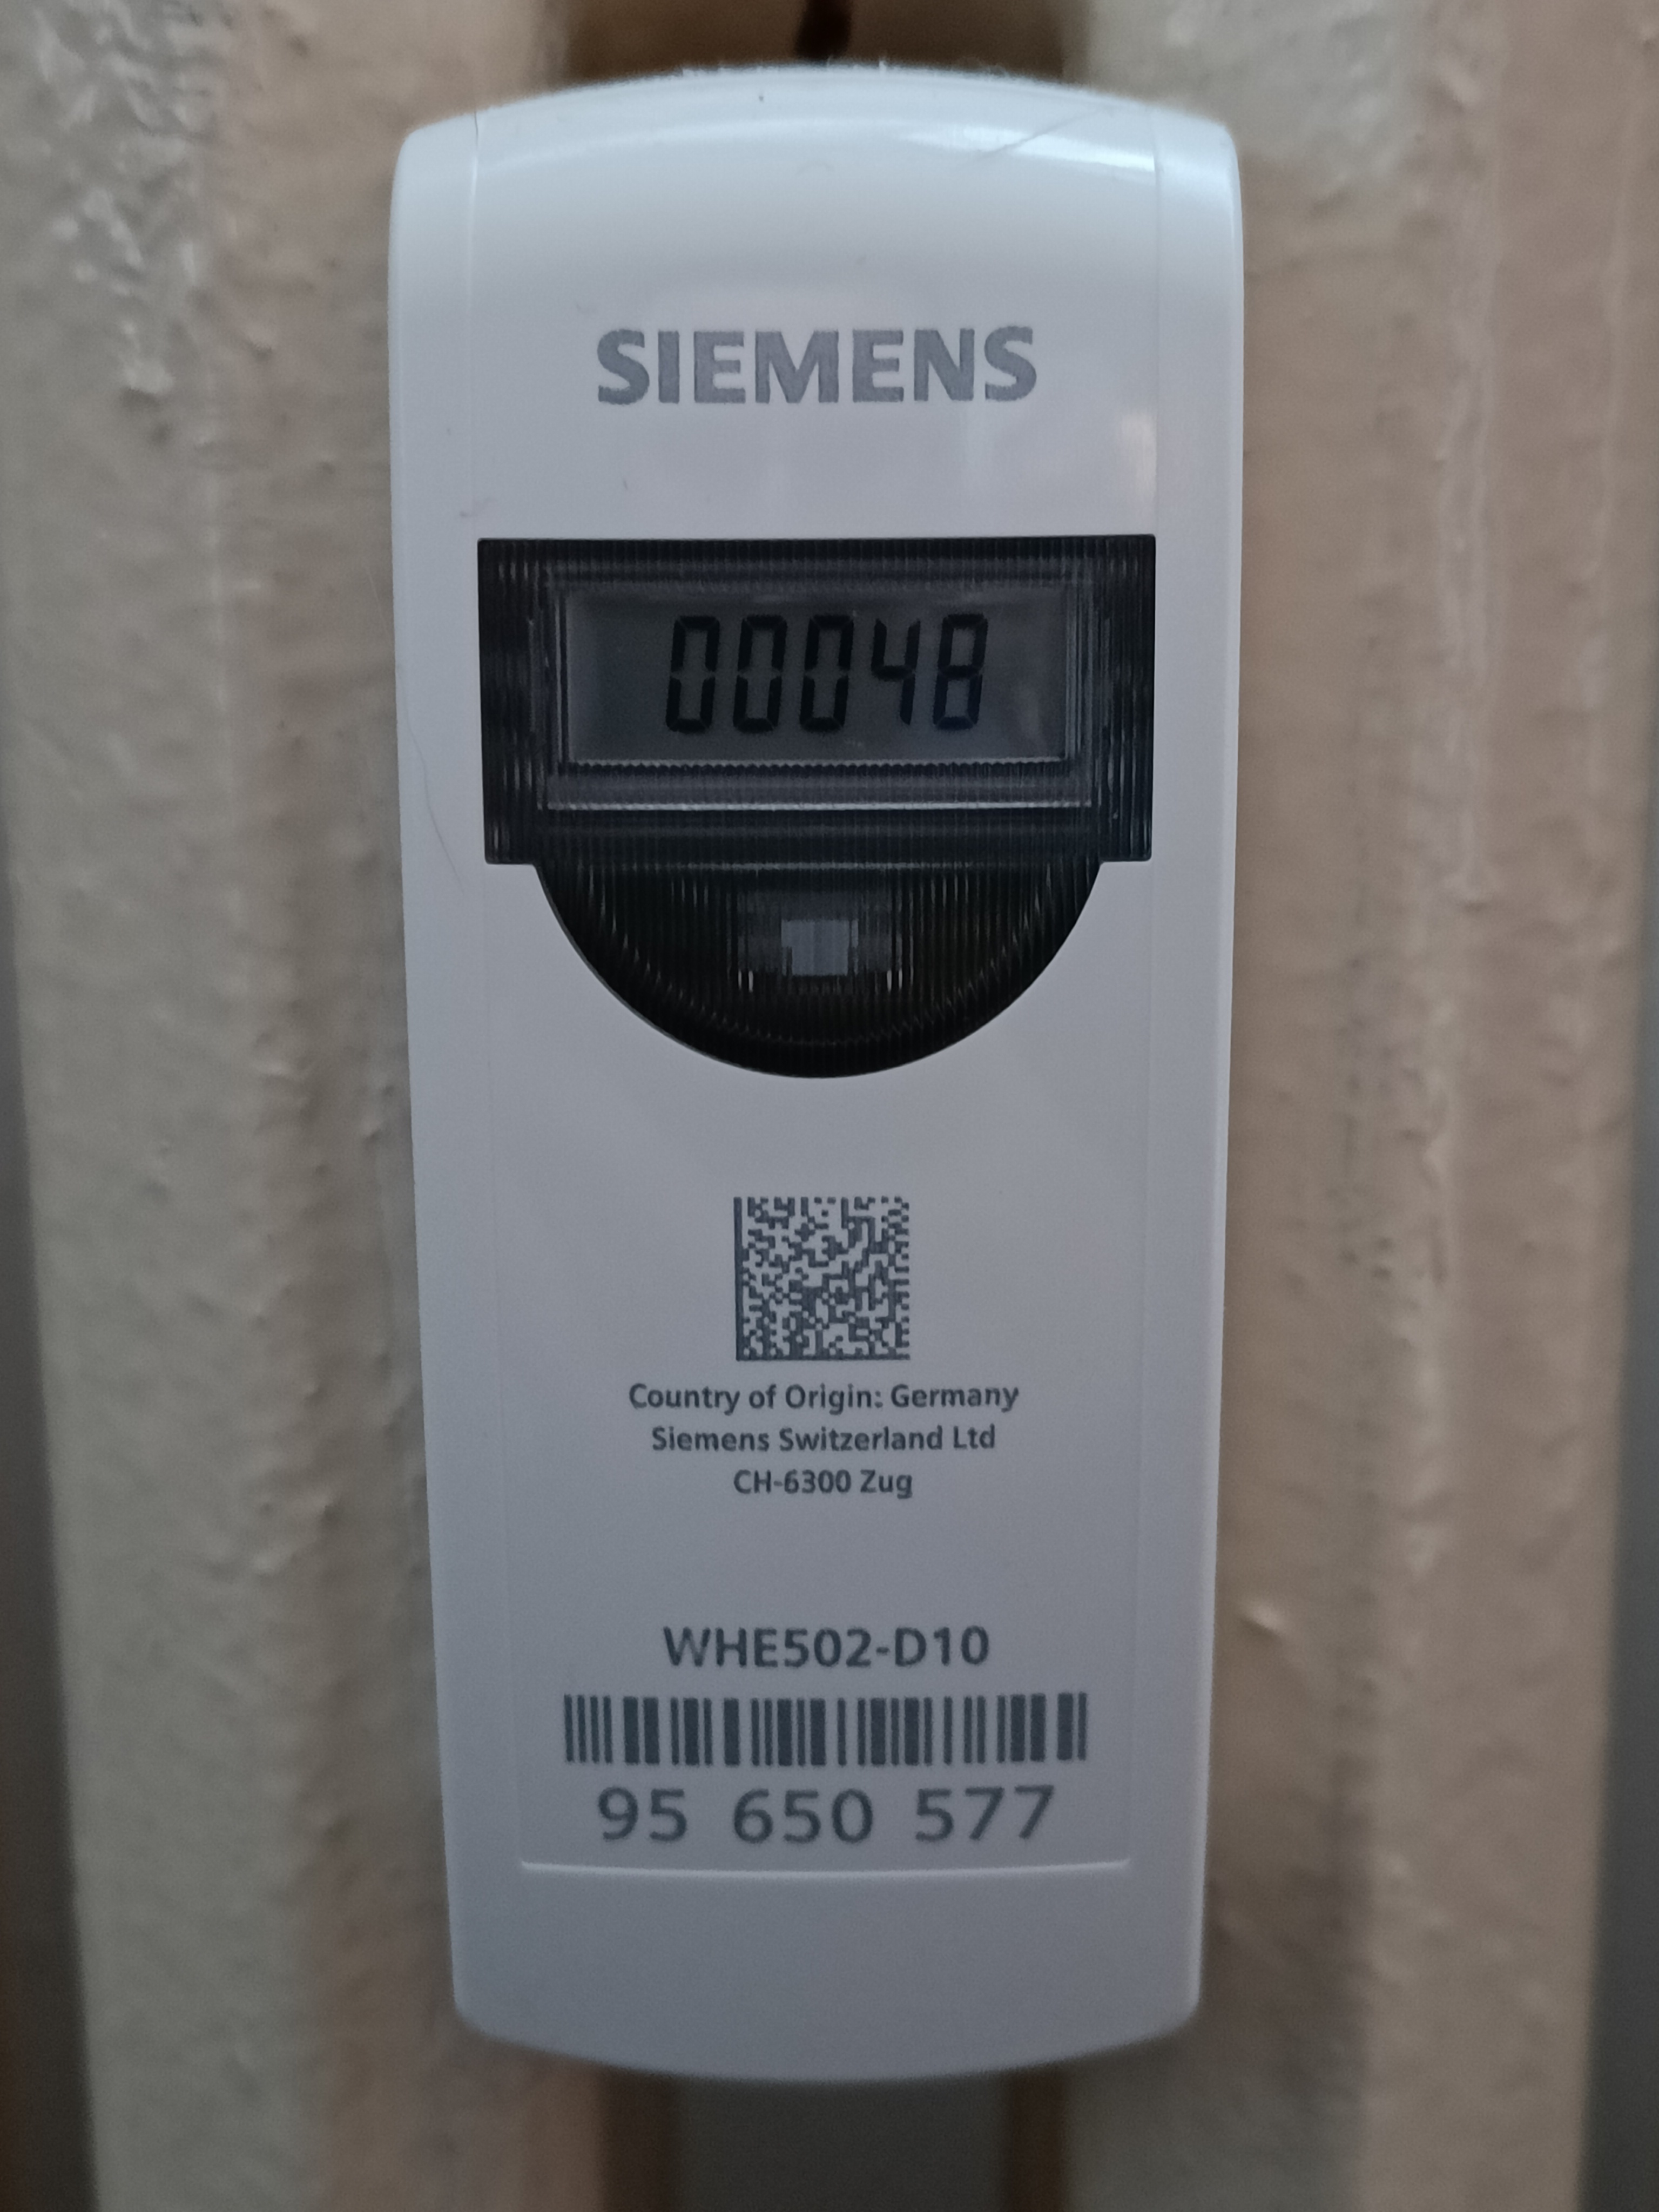 SIEMENS
00048
Country of Origin: Germany
Siemens Switzerland Ltd
CH-6300 Zug
WHE502-D10
95 650 577